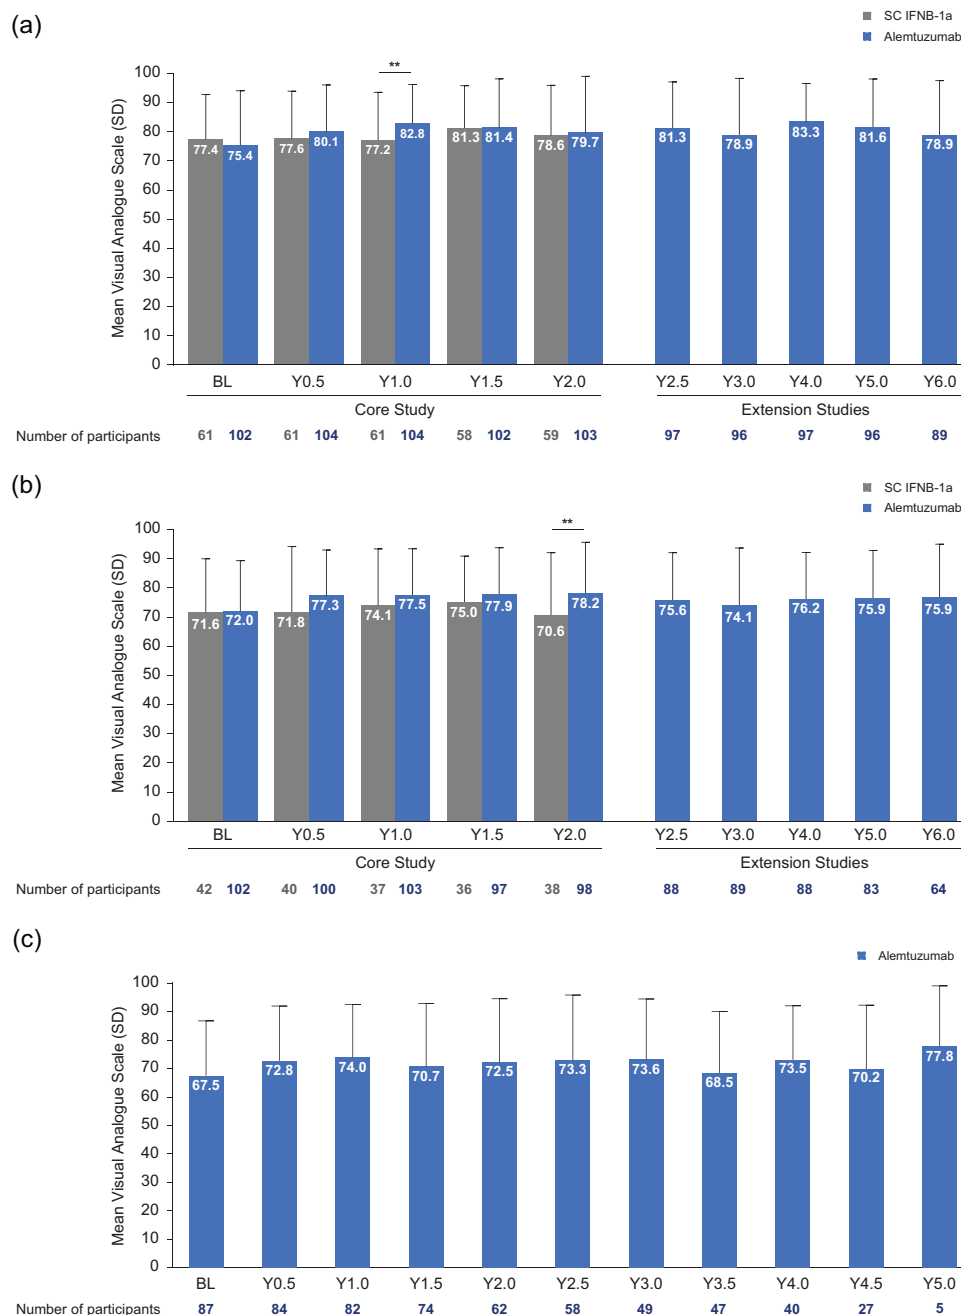 (a)
SC IFNB-1a
Alemtuzumab
Mean Visual Analogue Scale (SD)
100
90
80
70
60
50
40
30
20
10
0
**
77.4 75.4 77.6 80.1 77.2 82.8 81.3 81.4 78.6 79.7 81.3 78.9 83.3 81.6 78.9
BL Y0.5 Y1.0 Y1.5 Y2.0 Y2.5 Y3.0 Y4.0 Y5.0 Y6.0
Core Study Extension Studies
Number of participants 61 102 61 104 61 104 58 102 59 103 97 96 97 96 89
(b)
SC IFNB-1a
Alemtuzumab
Mean Visual Analogue Scale (SD)
100
90
80
70
60
50
40
30
20
10
0
**
71.6 72.0 71.8 77.3 74.1 77.5 75.0 77.9 70.6 78.2 75.6 74.1 76.2 75.9 75.9
BL Y0.5 Y1.0 Y1.5 Y2.0 Y2.5 Y3.0 Y4.0 Y5.0 Y6.0
Core Study Extension Studies
Number of participants 42 102 40 100 37 103 36 97 38 98 88 89 88 83 64
(c)
Alemtuzumab
Mean Visual Analogue Scale (SD)
100
90
80
70
60
50
40
30
20
10
0
67.5 72.8 74.0 70.7 72.5 73.3 73.6 68.5 73.5 70.2 77.8
BL Y0.5 Y1.0 Y1.5 Y2.0 Y2.5 Y3.0 Y3.5 Y4.0 Y4.5 Y5.0
Number of participants 87 84 82 74 62 58 49 47 40 27 5